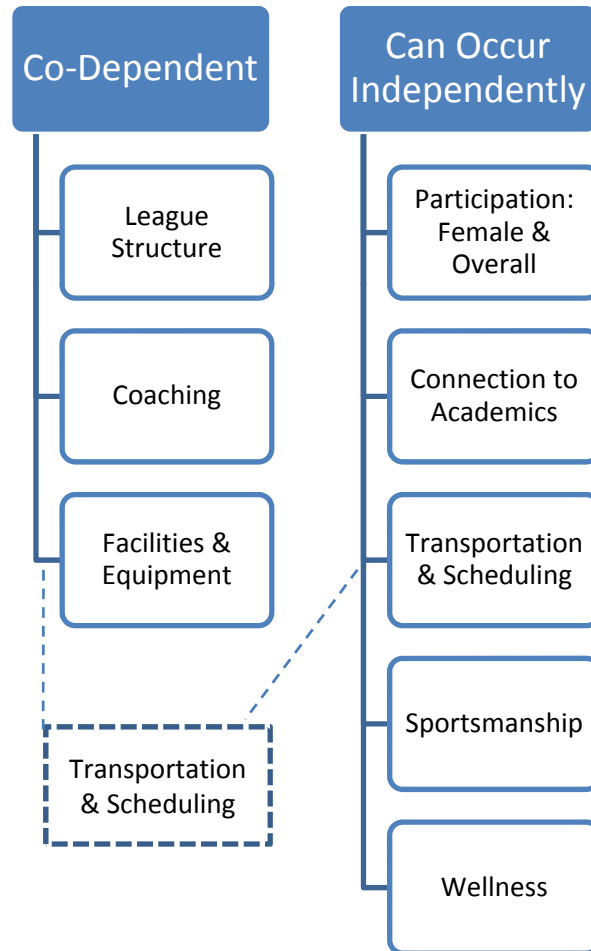 Co-Dependent
League
Structure
Coaching
Facilities &
Equipment
Transportation
& Scheduling
Can Occur
Independently
Participation:
Female &
Overall
Connection to
Academics
Transportation
& Scheduling
Sportsmanship
Wellness